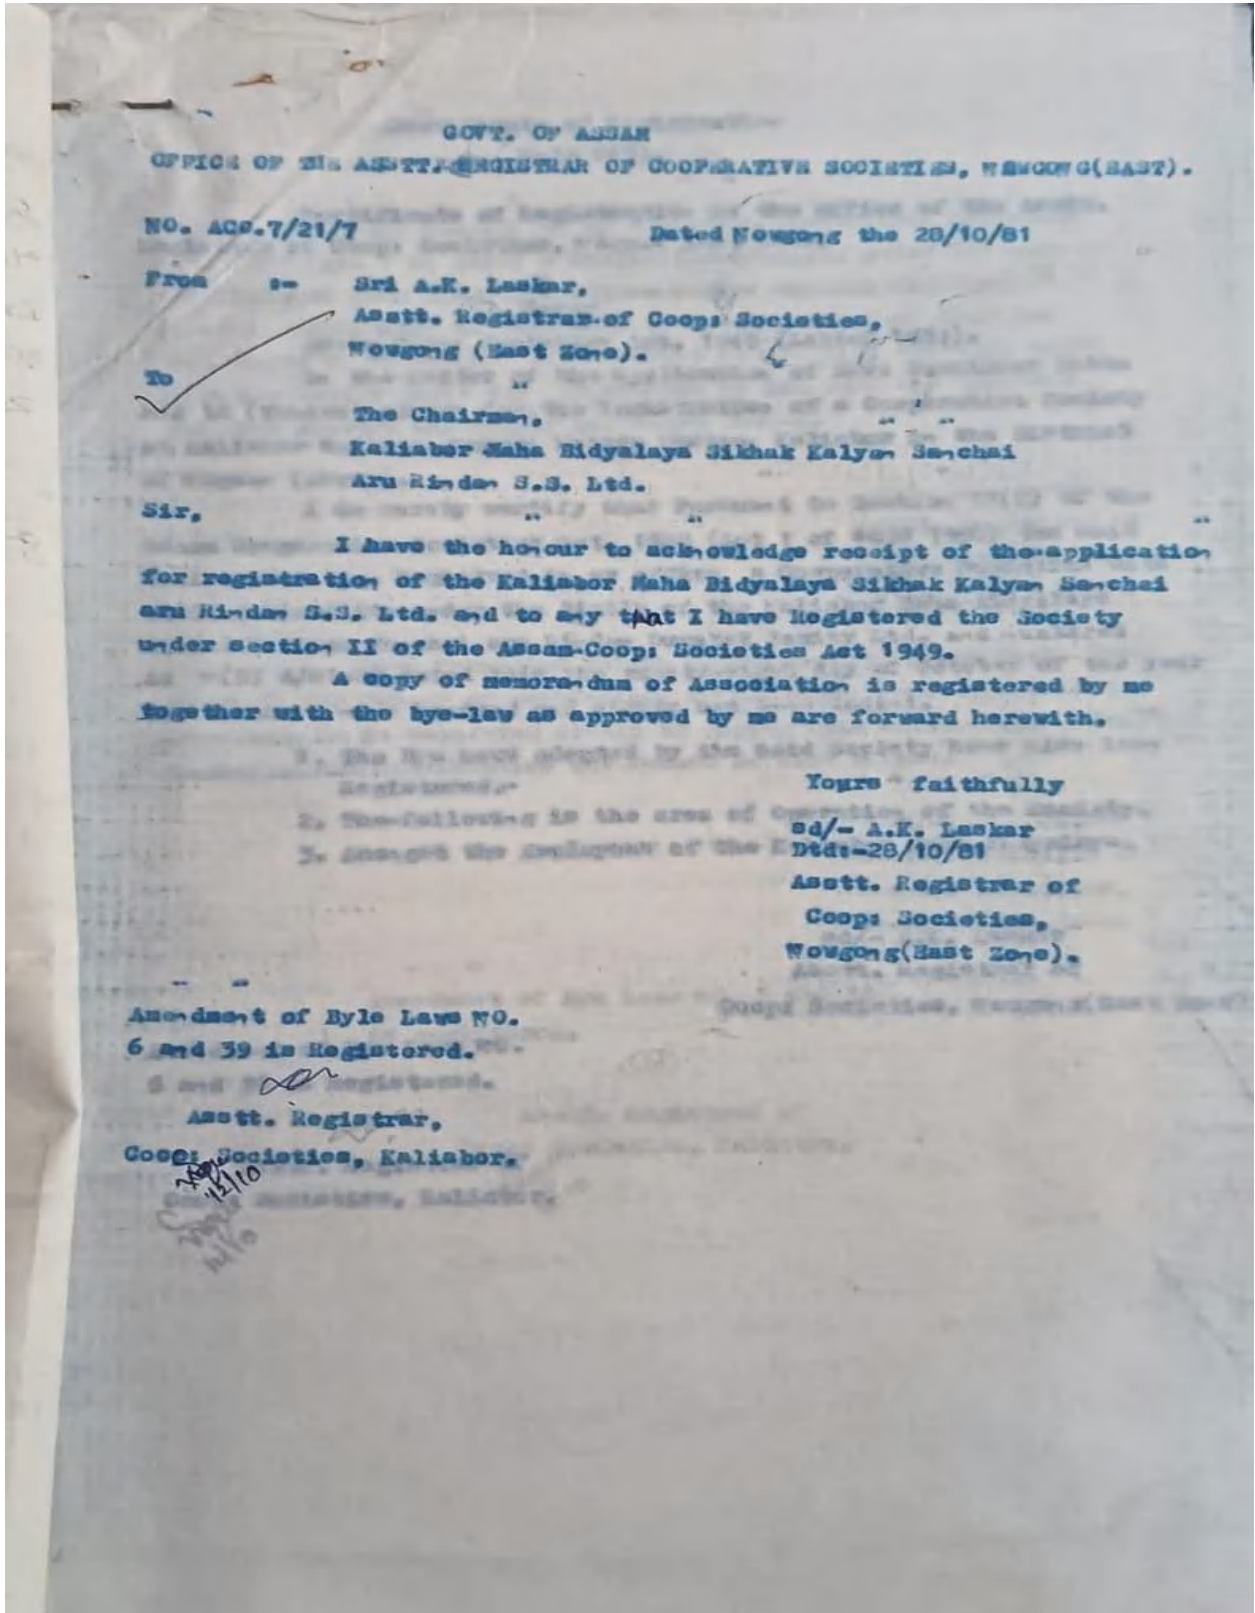 GOVT. OF ASSAM
OFFICE OF THE ASSTT. REGISTRAR OF COOPERATIVE SOCIETIES, NOWGONG(EAST).
NO. ACO.7/21/7 Dated Nowgong the 28/10/81
From :- Sri A.K. Laskar,
Asstt. Registrar of Coop: Societies,
Nowgong (East Zone).
To
The Chairman,
Kaliabor Maha Bidyalaya Sikhak Kalyan Sanchai
Aru Rindan S.S. Ltd.
Sir,
I have the honour to acknowledge receipt of the application
for registration of the Kaliabor Maha Bidyalaya Sikhak Kalyan Sanchai
aru Rindan S.S. Ltd. and to say that I have Registered the Society
under section II of the Assam Coop: Societies Act 1949.
A copy of memorandum of Association is registered by me
together with the bye-law as approved by me are forward herewith.
Yours faithfully
Sd/- A.K. Laskar
Dtd:-28/10/81
Asstt. Registrar of
Coop: Societies,
Nowgong(East Zone).
Amendment of Byle Laws NO.
6 and 39 is Registered.
Asstt. Registrar,
Coop: Societies, Kaliabor.
12/10